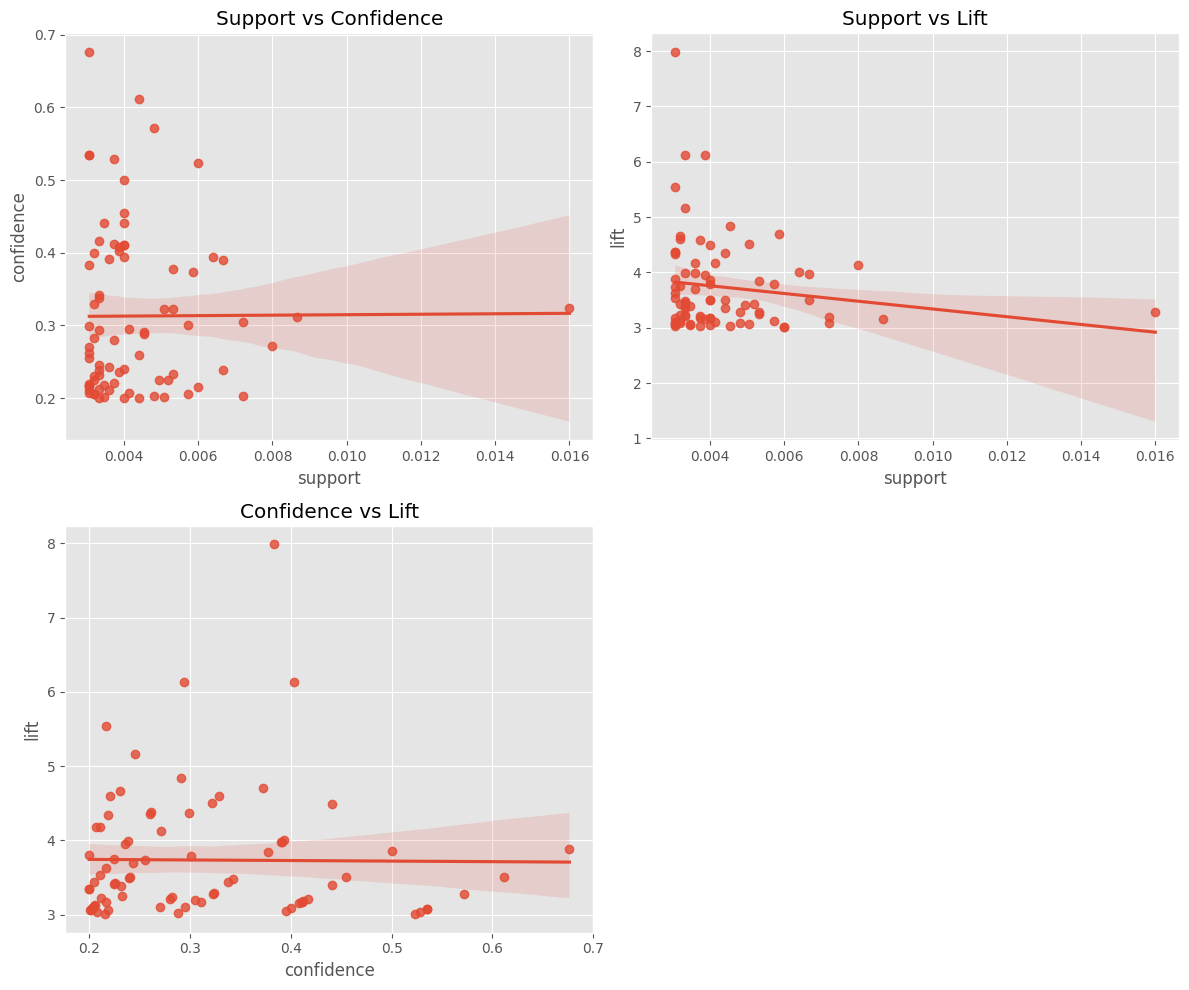 Support vs Confidence
0.7
0.6
0.5
0.4
0.3
0.2
confidence
0.004 0.006 0.008 0.010 0.012 0.014 0.016
support
Support vs Lift
8
7
6
5
4
3
2
1
lift
0.004 0.006 0.008 0.010 0.012 0.014 0.016
support
Confidence vs Lift
8
7
6
5
4
3
lift
0.2 0.3 0.4 0.5 0.6 0.7
confidence